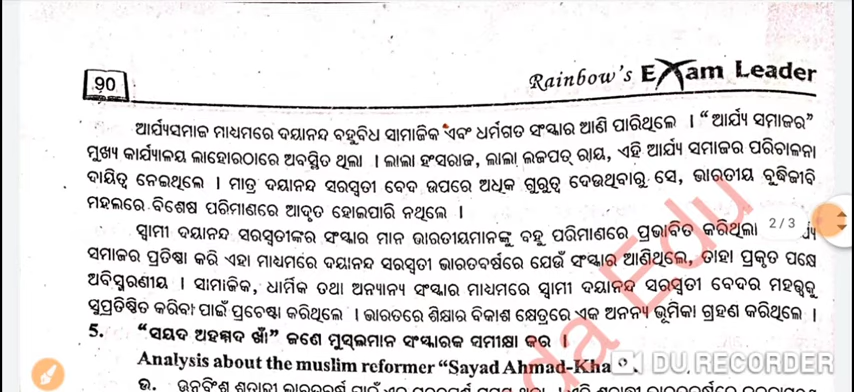 90
Rainbow's Exam Leader
ଆର୍ଯ୍ୟସମାଜ ମାଧ୍ୟମରେ ଦୟାନନ୍ଦ ବହୁବିଧ ସାମାଜିକ ଏବଂ ଧର୍ମଗତ ସଂସ୍କାର ଆଣି ପାରିଥିଲେ । “ଆର୍ଯ୍ୟ ସମାଜର”
ମୁଖ୍ୟ କାର୍ଯ୍ୟାଳୟ ଲାହୋରଠାରେ ଅବସ୍ଥିତ ଥିଲା । ଲାଲା ହଂସରାଜ, ଲାଲା ଲଜପତ୍ ରାୟ, ଏହି ଆର୍ଯ୍ୟ ସମାଜର ପରିଚାଳନା
ଦାୟିତ୍ୱ ନେଇଥିଲେ । ମାତ୍ର ଦୟାନନ୍ଦ ସରସ୍ୱତୀ ବେଦ ଉପରେ ଅଧିକ ଗୁରୁତ୍ୱ ଦେଉଥିବାରୁ ସେ, ଭାରତୀୟ ବୁଦ୍ଧିଜୀବି
ମହଲରେ ବିଶେଷ ପରିମାଣରେ ଆଦୃତ ହୋଇପାରି ନଥିଲେ ।
ସ୍ୱାମୀ ଦୟାନନ୍ଦ ସରସ୍ୱତୀଙ୍କର ସଂସ୍କାର ମାନ ଭାରତୀୟମାନଙ୍କୁ ବହୁ ପରିମାଣରେ ପ୍ରଭାବିତ କରିଥିଲା 2/3
ସମାଜର ପ୍ରତିଷ୍ଠା କରି ଏହା ମାଧ୍ୟମରେ ଦୟାନନ୍ଦ ସରସ୍ୱତୀ ଭାରତବର୍ଷରେ ଯେଉଁ ସଂସ୍କାର ଆଣିଥିଲେ, ତାହା ପ୍ରକୃତ ପକ୍ଷେ
ଅବିସ୍ମରଣୀୟ । ସାମାଜିକ, ଧାର୍ମିକ ତଥା ଅନ୍ୟାନ୍ୟ ସଂସ୍କାର ମାଧ୍ୟମରେ ସ୍ୱାମୀ ଦୟାନନ୍ଦ ସରସ୍ୱତୀ ବେଦର ମହତ୍ତ୍ୱକୁ
ସୁପ୍ରତିଷ୍ଠିତ କରିବା ପାଇଁ ପ୍ରଚେଷ୍ଟା କରିଥିଲେ । ଭାରତରେ ଶିକ୍ଷାର ବିକାଶ କ୍ଷେତ୍ରରେ ଏକ ଅନନ୍ୟ ଭୂମିକା ଗ୍ରହଣ କରିଥିଲେ ।
5. “ସୟଦ ଅହମ୍ମଦ ଖାଁ” ଜଣେ ମୁସଲମାନ ସଂସ୍କାରକ ସମୀକ୍ଷା କର ।
Analysis about the muslim reformer “Sayad Ahmad-Kha
DU RECORDER